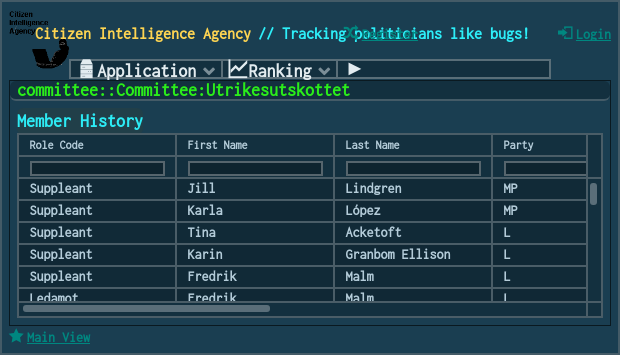 Citizen
Intelligence
Agency
Citizen Intelligence Agency // Tracking politicians like bugs!
Login
Application Ranking
committee::Committee:Utrikesutskottet
Member History
Role Code First Name Last Name Party
Suppleant Jill Lindgren MP
Suppleant Karla López MP
Suppleant Tina Acketoft L
Suppleant Karin Granbom Ellison L
Suppleant Fredrik Malm L
Ledamot Fredrik Malm L
Main View